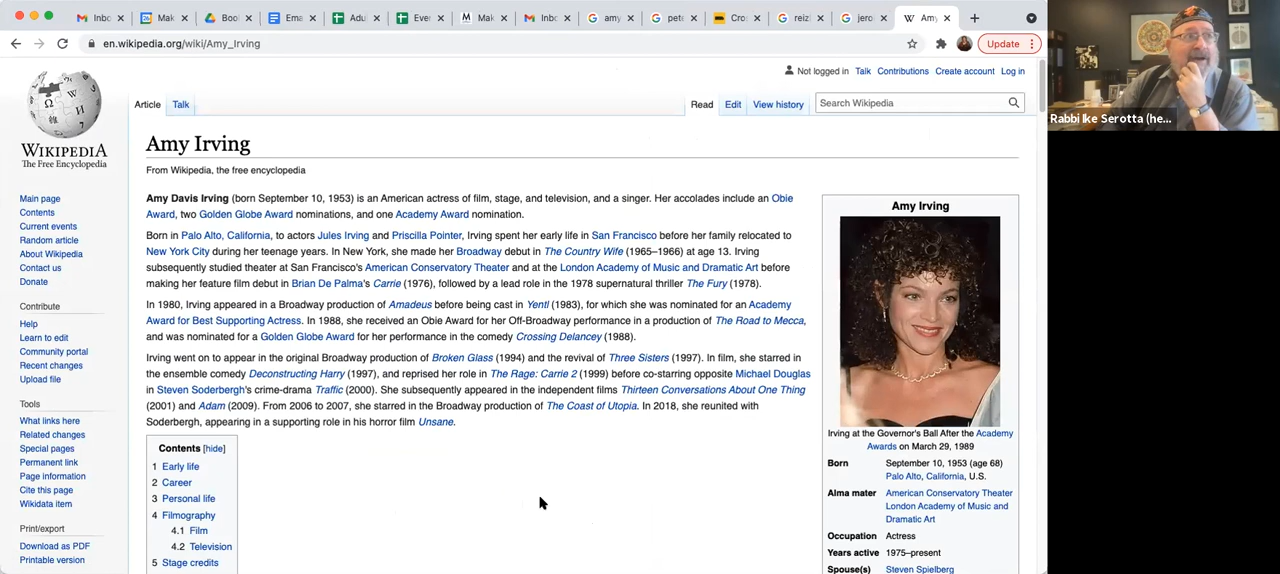 Inbo Mak Bool Ema Adu Ever Mak Inbo amy pete Cros reizl jero Amy
en.wikipedia.org/wiki/Amy_Irving Update
Rabbi Ike Serotta (he...
Not logged in Talk Contributions Create account Log in
Article Talk Read Edit View history Search Wikipedia
WIKIPEDIA
The Free Encyclopedia
Main page
Contents
Current events
Random article
About Wikipedia
Contact us
Donate
Contribute
Help
Learn to edit
Community portal
Recent changes
Upload file
Tools
What links here
Related changes
Special pages
Permanent link
Page information
Cite this page
Wikidata item
Print/export
Download as PDF
Printable version
Amy Irving
From Wikipedia, the free encyclopedia
Amy Davis Irving (born September 10, 1953) is an American actress of film, stage, and television, and a singer. Her accolades include an Obie
Award, two Golden Globe Award nominations, and one Academy Award nomination.
Born in Palo Alto, California, to actors Jules Irving and Priscilla Pointer, Irving spent her early life in San Francisco before her family relocated to
New York City during her teenage years. In New York, she made her Broadway debut in The Country Wife (1965–1966) at age 13. Irving
subsequently studied theater at San Francisco's American Conservatory Theater and at the London Academy of Music and Dramatic Art before
making her feature film debut in Brian De Palma's Carrie (1976), followed by a lead role in the 1978 supernatural thriller The Fury (1978).
In 1980, Irving appeared in a Broadway production of Amadeus before being cast in Yentl (1983), for which she was nominated for an Academy
Award for Best Supporting Actress. In 1988, she received an Obie Award for her Off-Broadway performance in a production of The Road to Mecca,
and was nominated for a Golden Globe Award for her performance in the comedy Crossing Delancey (1988).
Irving went on to appear in the original Broadway production of Broken Glass (1994) and the revival of Three Sisters (1997). In film, she starred in
the ensemble comedy Deconstructing Harry (1997), and reprised her role in The Rage: Carrie 2 (1999) before co-starring opposite Michael Douglas
in Steven Soderbergh's crime-drama Traffic (2000). She subsequently appeared in the independent films Thirteen Conversations About One Thing
(2001) and Adam (2009). From 2006 to 2007, she starred in the Broadway production of The Coast of Utopia. In 2018, she reunited with
Soderbergh, appearing in a supporting role in his horror film Unsane.
Contents [hide]
1 Early life
2 Career
3 Personal life
4 Filmography
4.1 Film
4.2 Television
5 Stage credits
Amy Irving
Irving at the Governor's Ball After the Academy
Awards on March 29, 1989
Born September 10, 1953 (age 68)
Palo Alto, California, U.S.
Alma mater American Conservatory Theater
London Academy of Music and
Dramatic Art
Occupation Actress
Years active 1975–present
Spouse(s) Steven Spielberg